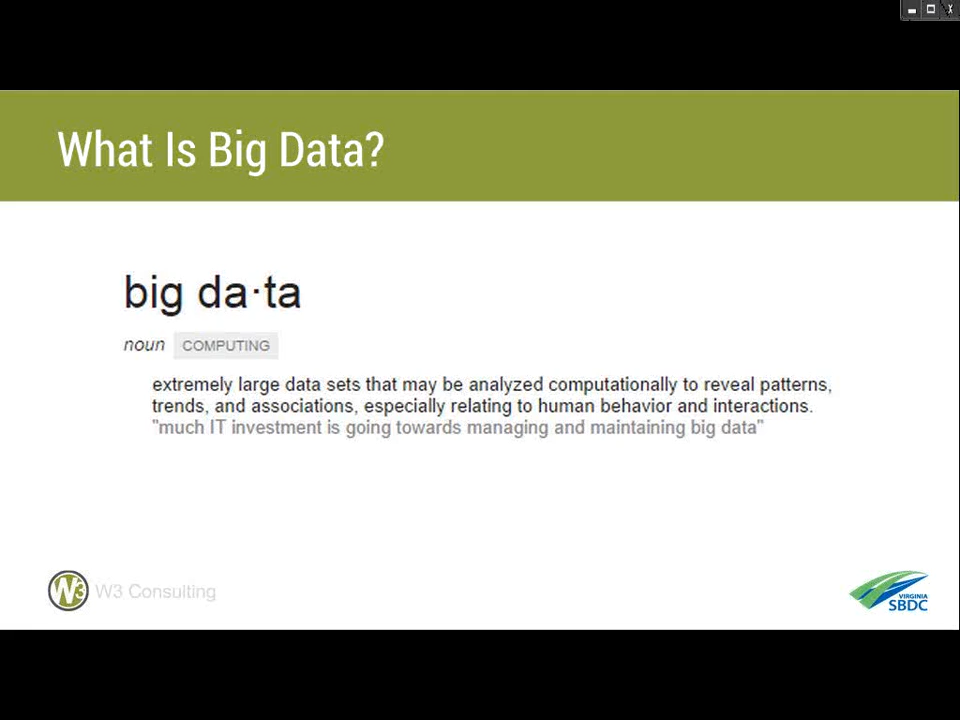 What Is Big Data?
big da·ta
noun COMPUTING
extremely large data sets that may be analyzed computationally to reveal patterns,
trends, and associations, especially relating to human behavior and interactions.
"much IT investment is going towards managing and maintaining big data"
W3 W3 Consulting
VIRGINIA
SBDC